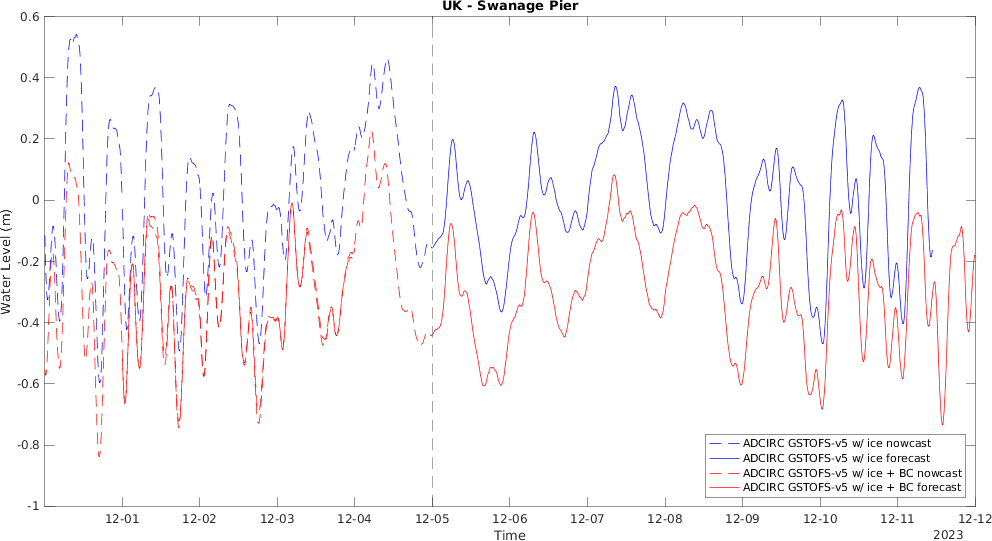 UK - Swanage Pier
Water Level (m)
0.6
0.4
0.2
0
-0.2
-0.4
-0.6
-0.8
-1
ADCIRC GSTOFS-v5 w/ ice nowcast
ADCIRC GSTOFS-v5 w/ ice forecast
ADCIRC GSTOFS-v5 w/ ice + BC nowcast
ADCIRC GSTOFS-v5 w/ ice + BC forecast
12-01 12-02 12-03 12-04 12-05 12-06 12-07 12-08 12-09 12-10 12-11 12-12
Time
2023